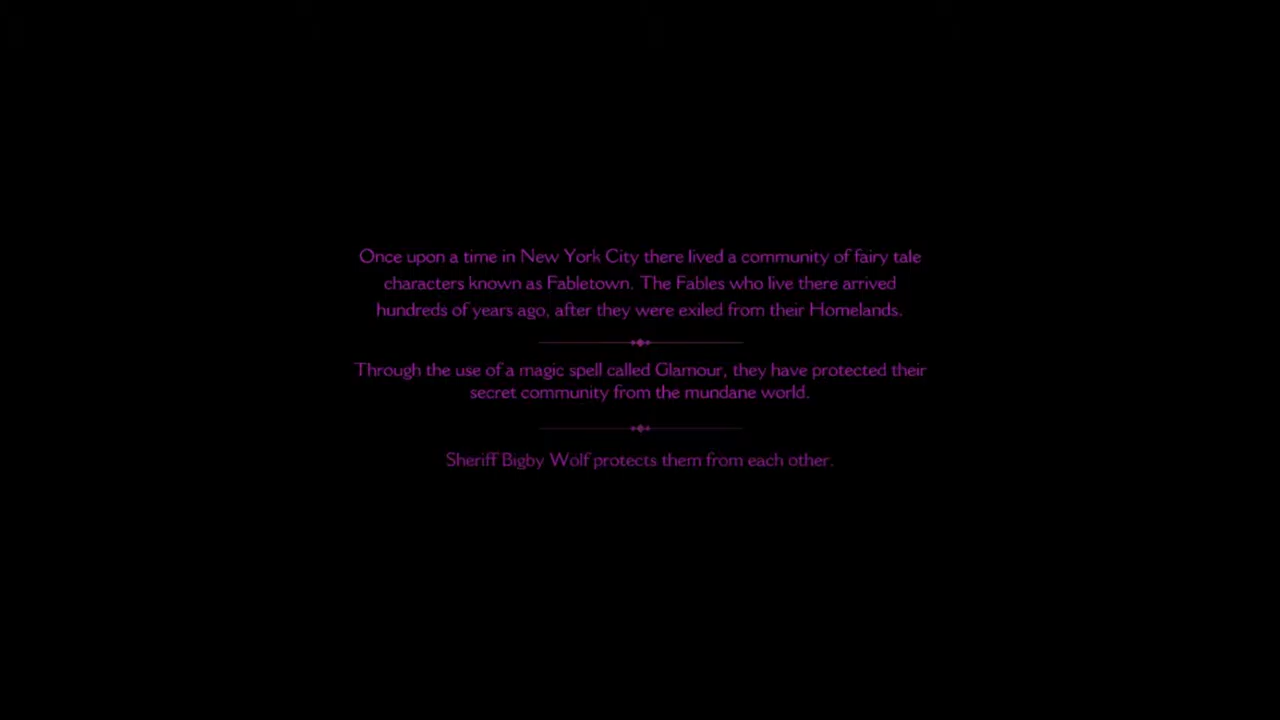 Once upon a time in New York City there lived a community of fairy tale
characters known as Fabletown. The Fables who live there arrived
hundreds of years ago, after they were exiled from their Homelands.
Through the use of a magic spell called Glamour, they have protected their
secret community from the mundane world.
Sheriff Bigby Wolf protects them from each other.